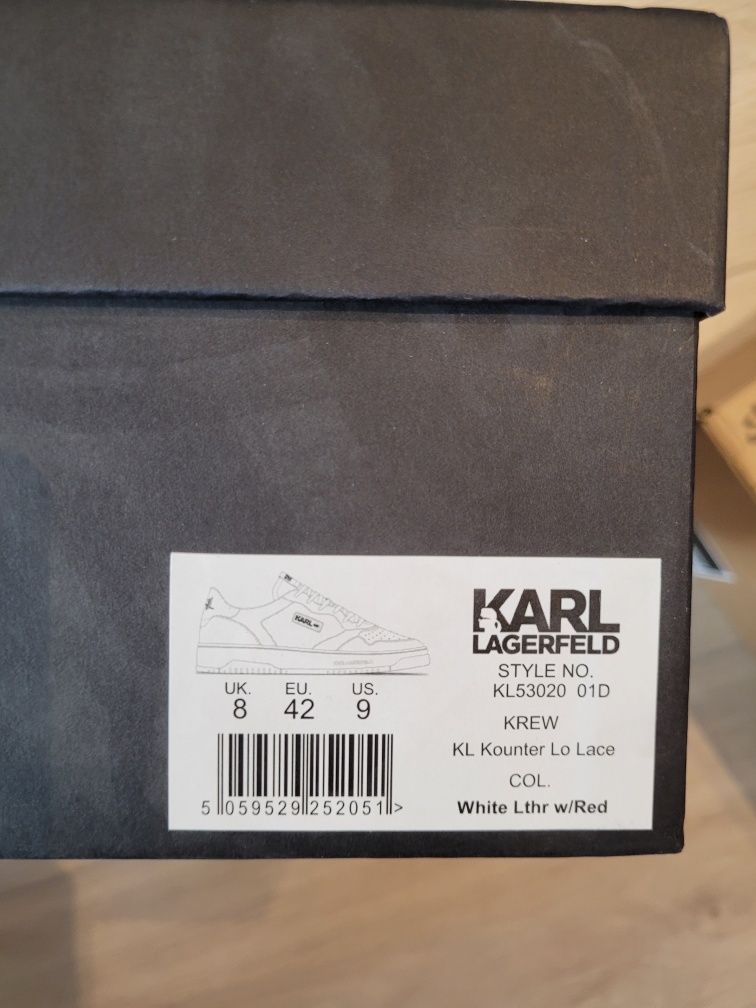 KARL
KARL
LAGERFELD
STYLE NO.
KL53020 01D
UK. EU. US.
8 42 9
KREW
KL Kounter Lo Lace
COL.
White Lthr w/Red
5 059529 252051 >